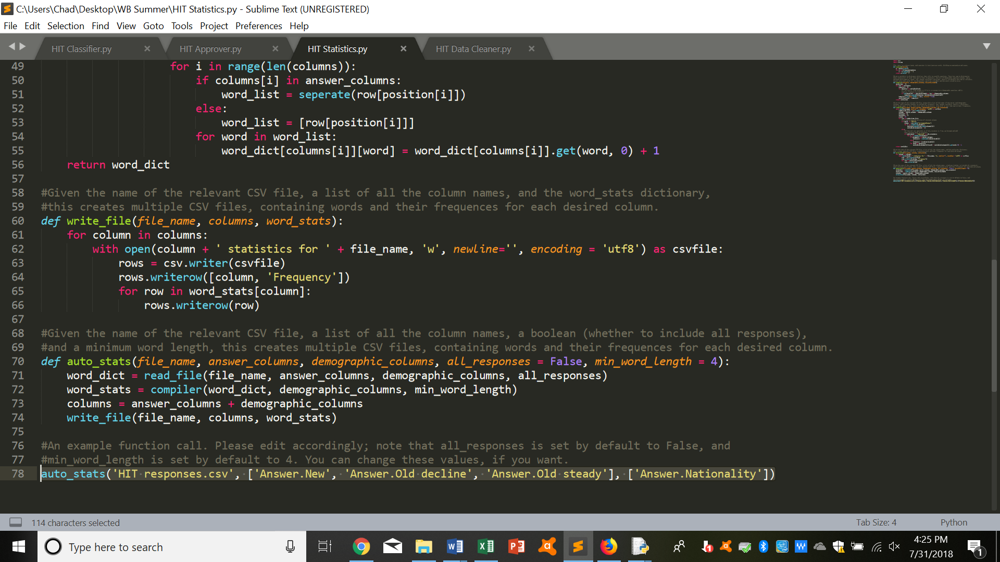 C:\Users\Chad\Desktop\WB Summer\HIT Statistics.py - Sublime Text (UNREGISTERED)
File Edit Selection Find View Goto Tools Project Preferences Help
HIT Classifier.py HIT Approver.py HIT Statistics.py HIT Data Cleaner.py
49 for i in range(len(columns)):
50 if columns[i] in answer_columns:
51 word_list = seperate(row[position[i]])
52 else:
53 word_list = [row[position[i]]]
54 for word in word_list:
55 word_dict[columns[i]][word] = word_dict[columns[i]].get(word, 0) + 1
56 return word_dict
57
58 #Given the name of the relevant CSV file, a list of all the column names, and the word_stats dictionary,
59 #this creates multiple CSV files, containing words and their frequences for each desired column.
60 def write_file(file_name, columns, word_stats):
61 for column in columns:
62 with open(column + ' statistics for ' + file_name, 'w', newline='', encoding = 'utf8') as csvfile:
63 rows = csv.writer(csvfile)
64 rows.writerow([column, 'Frequency'])
65 for row in word_stats[column]:
66 rows.writerow(row)
67
68 #Given the name of the relevant CSV file, a list of all the column names, a boolean (whether to include all responses),
69 #and a minimum word length, this creates multiple CSV files, containing words and their frequences for each desired column.
70 def auto_stats(file_name, answer_columns, demographic_columns, all_responses = False, min_word_length = 4):
71 word_dict = read_file(file_name, answer_columns, demographic_columns, all_responses)
72 word_stats = compiler(word_dict, demographic_columns, min_word_length)
73 columns = answer_columns + demographic_columns
74 write_file(file_name, columns, word_stats)
75
76 #An example function call. Please edit accordingly; note that all_responses is set by default to False, and
77 #min_word_length is set by default to 4. You can change these values, if you want.
78 auto_stats('HIT responses.csv', ['Answer.New', 'Answer.Old decline', 'Answer.Old steady'], ['Answer.Nationality'])
114 characters selected Tab Size: 4 Python
Type here to search
4:25 PM
7/31/2018
1